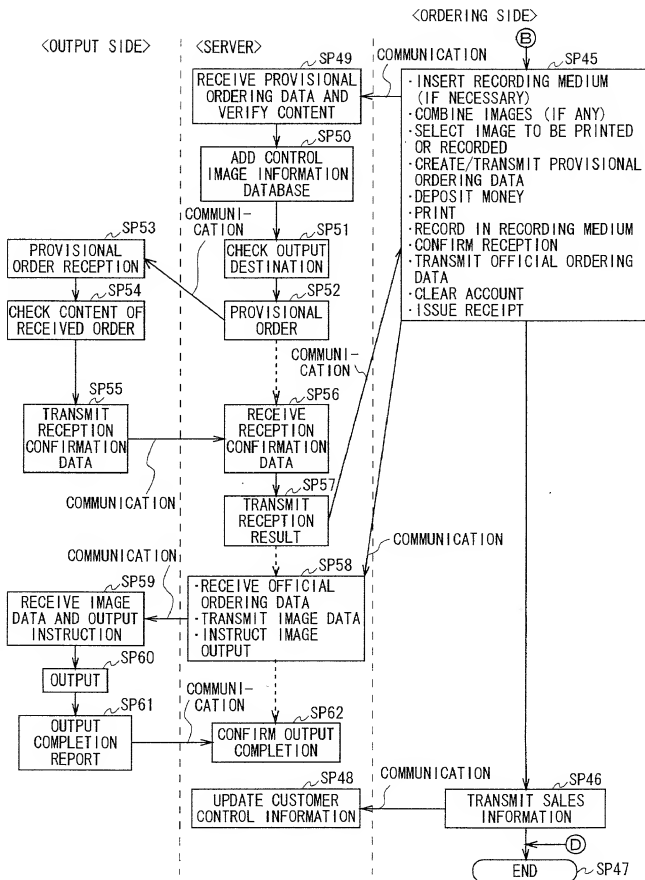 <ORDERING SIDE>
<OUTPUT SIDE>
<SERVER>
B
COMMUNICATION
SP49
RECEIVE PROVISIONAL
ORDERING DATA AND
VERIFY CONTENT
SP45
·INSERT RECORDING MEDIUM
(IF NECESSARY)
·COMBINE IMAGES (IF ANY)
·SELECT IMAGE TO BE PRINTED
OR RECORDED
·CREATE/TRANSMIT PROVISIONAL
ORDERING DATA
·DEPOSIT MONEY
·PRINT
·RECORD IN RECORDING MEDIUM
·CONFIRM RECEPTION
·TRANSMIT OFFICIAL ORDERING
DATA
·CLEAR ACCOUNT
·ISSUE RECEIPT
SP50
ADD CONTROL
IMAGE INFORMATION
DATABASE
SP51
CHECK OUTPUT
DESTINATION
SP52
PROVISIONAL
ORDER
COMMUNI-
CATION
SP53
PROVISIONAL
ORDER RECEPTION
SP54
CHECK CONTENT OF
RECEIVED ORDER
SP55
TRANSMIT
RECEPTION
CONFIRMATION
DATA
COMMUNICATION
SP56
RECEIVE
RECEPTION
CONFIRMATION
DATA
COMMUNI-
CATION
SP57
TRANSMIT
RECEPTION
RESULT
COMMUNICATION
SP58
·RECEIVE OFFICIAL
ORDERING DATA
·TRANSMIT IMAGE DATA
·INSTRUCT IMAGE
OUTPUT
COMMUNICATION
SP59
RECEIVE IMAGE
DATA AND OUTPUT
INSTRUCTION
SP60
OUTPUT
SP61
OUTPUT
COMPLETION
REPORT
COMMUNI-
CATION
SP62
CONFIRM OUTPUT
COMPLETION
SP48
UPDATE CUSTOMER
CONTROL INFORMATION
COMMUNICATION
SP46
TRANSMIT SALES
INFORMATION
D
END
SP47